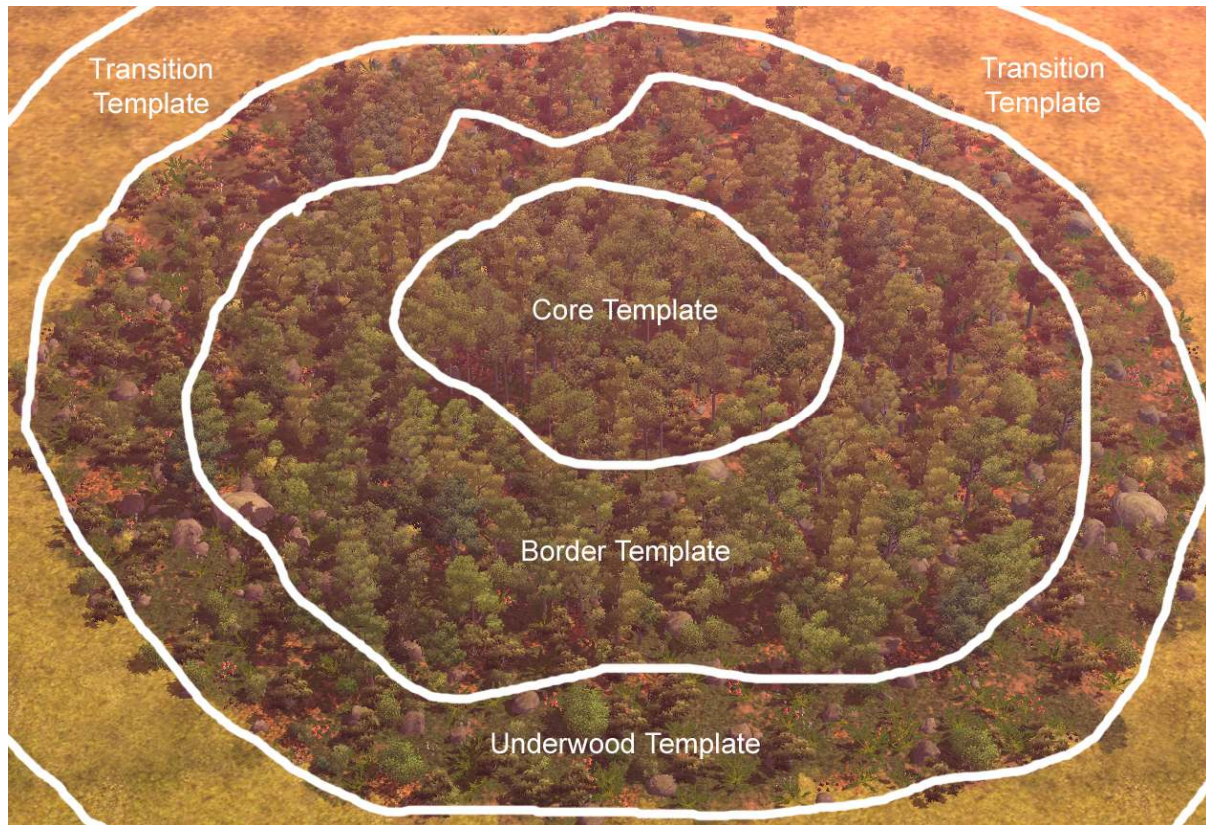 Transition
Template
Transition
Template
Core Template
Border Template
Underwood Template